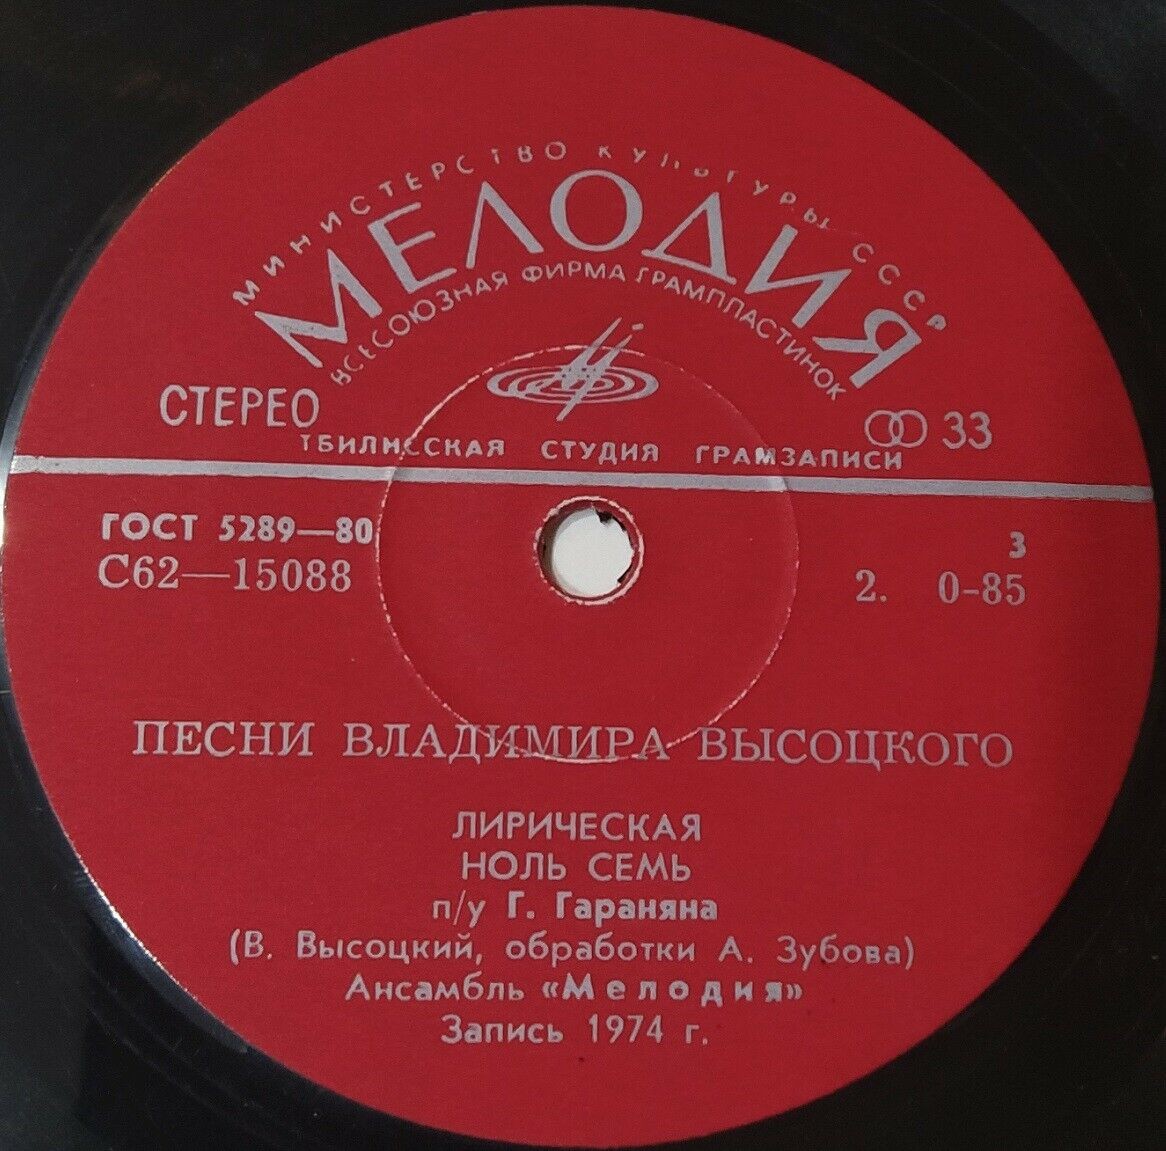 МИНИСТЕРСТВО КУЛЬТУРЫ СССР
МЕЛОДИЯ
ВСЕСОЮЗНАЯ ФИРМА ГРАМПЛАСТИНОК
СТЕРЕО
33
ТБИЛИССКАЯ СТУДИЯ ГРАМЗАПИСИ
ГОСТ 5289—80
3
С62—15088
2. 0-85
ПЕСНИ ВЛАДИМИРА ВЫСОЦКОГО
ЛИРИЧЕСКАЯ
НОЛЬ СЕМЬ
п/у Г. Гараняна
(В. Высоцкий, обработки А. Зубова)
Ансамбль «Мелодия»
Запись 1974 г.